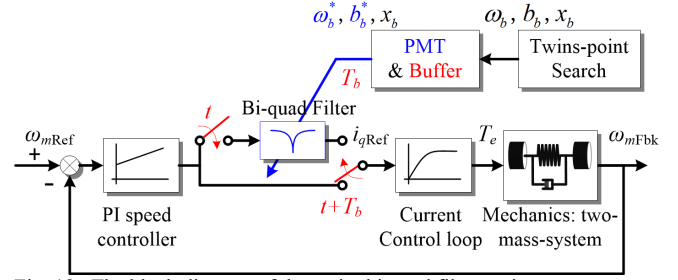 ω*b, b*b, xb
ωb, bb, xb
PMT
& Buffer
Twins-point
Search
Tb
Bi-quad Filter
t
ωmRef
iqRef
Te
ωmFbk
+
-
t+Tb
PI speed
controller
Current
Control loop
Mechanics: two-
mass-system